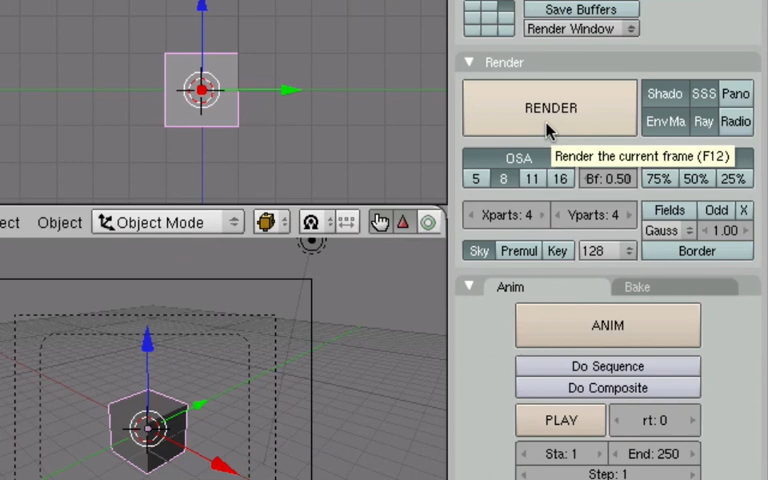 Save Buffers
Render Window
Render
RENDER
Shado SSS Pano
EnvMa Ray Radio
OSA
Render the current frame (F12)
5 8 11 16 Bf: 0.50 75% 50% 25%
ect Object Object Mode
Xparts: 4 Yparts: 4
Fields Odd X
Gauss 1.00
Sky Premul Key 128
Border
Anim Bake
ANIM
Do Sequence
Do Composite
PLAY rt: 0
Sta: 1 End: 250
Step: 1